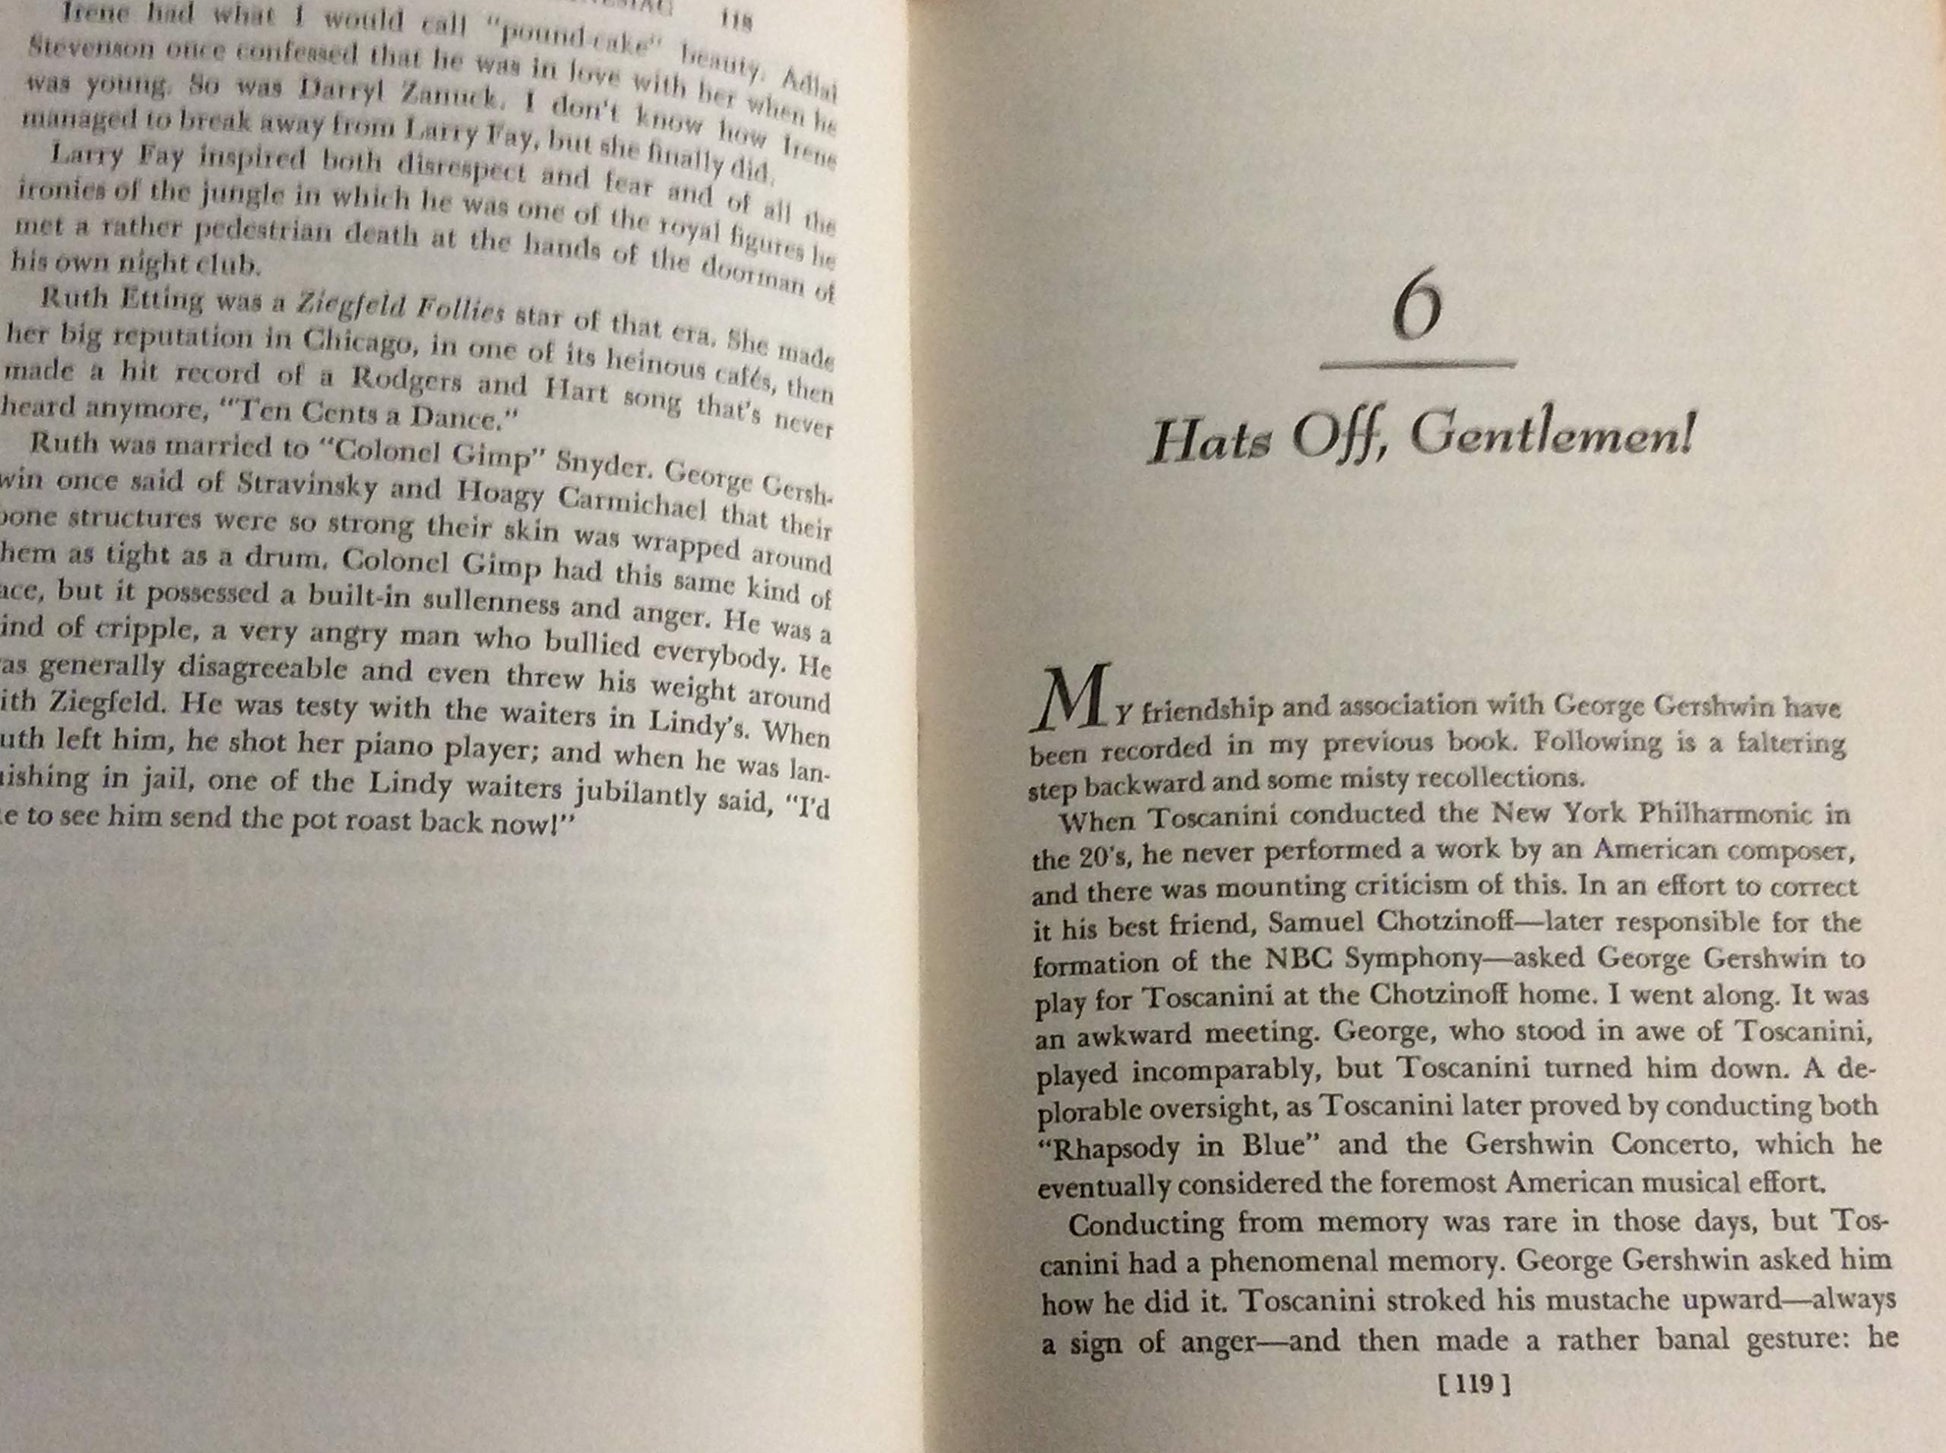 118
Irene had what I would call "pound-cake" beauty. Adlai
Stevenson once confessed that he was in love with her when he
was young. So was Darryl Zanuck. I don't know how Irene
managed to break away from Larry Fay, but she finally did.
Larry Fay inspired both disrespect and fear and of all the
ironies of the jungle in which he was one of the royal figures he
met a rather pedestrian death at the hands of the doorman of
his own night club.
Ruth Etting was a Ziegfeld Follies star of that era. She made
her big reputation in Chicago, in one of its heinous cafés, then
made a hit record of a Rodgers and Hart song that's never
heard anymore, "Ten Cents a Dance."
Ruth was married to "Colonel Gimp" Snyder. George Gersh-
win once said of Stravinsky and Hoagy Carmichael that their
bone structures were so strong their skin was wrapped around
hem as tight as a drum. Colonel Gimp had this same kind of
ace, but it possessed a built-in sullenness and anger. He was a
ind of cripple, a very angry man who bullied everybody. He
as generally disagreeable and even threw his weight around
ith Ziegfeld. He was testy with the waiters in Lindy's. When
uth left him, he shot her piano player; and when he was lan-
uishing in jail, one of the Lindy waiters jubilantly said, "I'd
e to see him send the pot roast back now!"
6
Hats Off, Gentlemen!
My friendship and association with George Gershwin have
been recorded in my previous book. Following is a faltering
step backward and some misty recollections.
When Toscanini conducted the New York Philharmonic in
the 20's, he never performed a work by an American composer,
and there was mounting criticism of this. In an effort to correct
it his best friend, Samuel Chotzinoff—later responsible for the
formation of the NBC Symphony—asked George Gershwin to
play for Toscanini at the Chotzinoff home. I went along. It was
an awkward meeting. George, who stood in awe of Toscanini,
played incomparably, but Toscanini turned him down. A de-
plorable oversight, as Toscanini later proved by conducting both
"Rhapsody in Blue" and the Gershwin Concerto, which he
eventually considered the foremost American musical effort.
Conducting from memory was rare in those days, but Tos-
canini had a phenomenal memory. George Gershwin asked him
how he did it. Toscanini stroked his mustache upward—always
a sign of anger—and then made a rather banal gesture: he
[ 119 ]